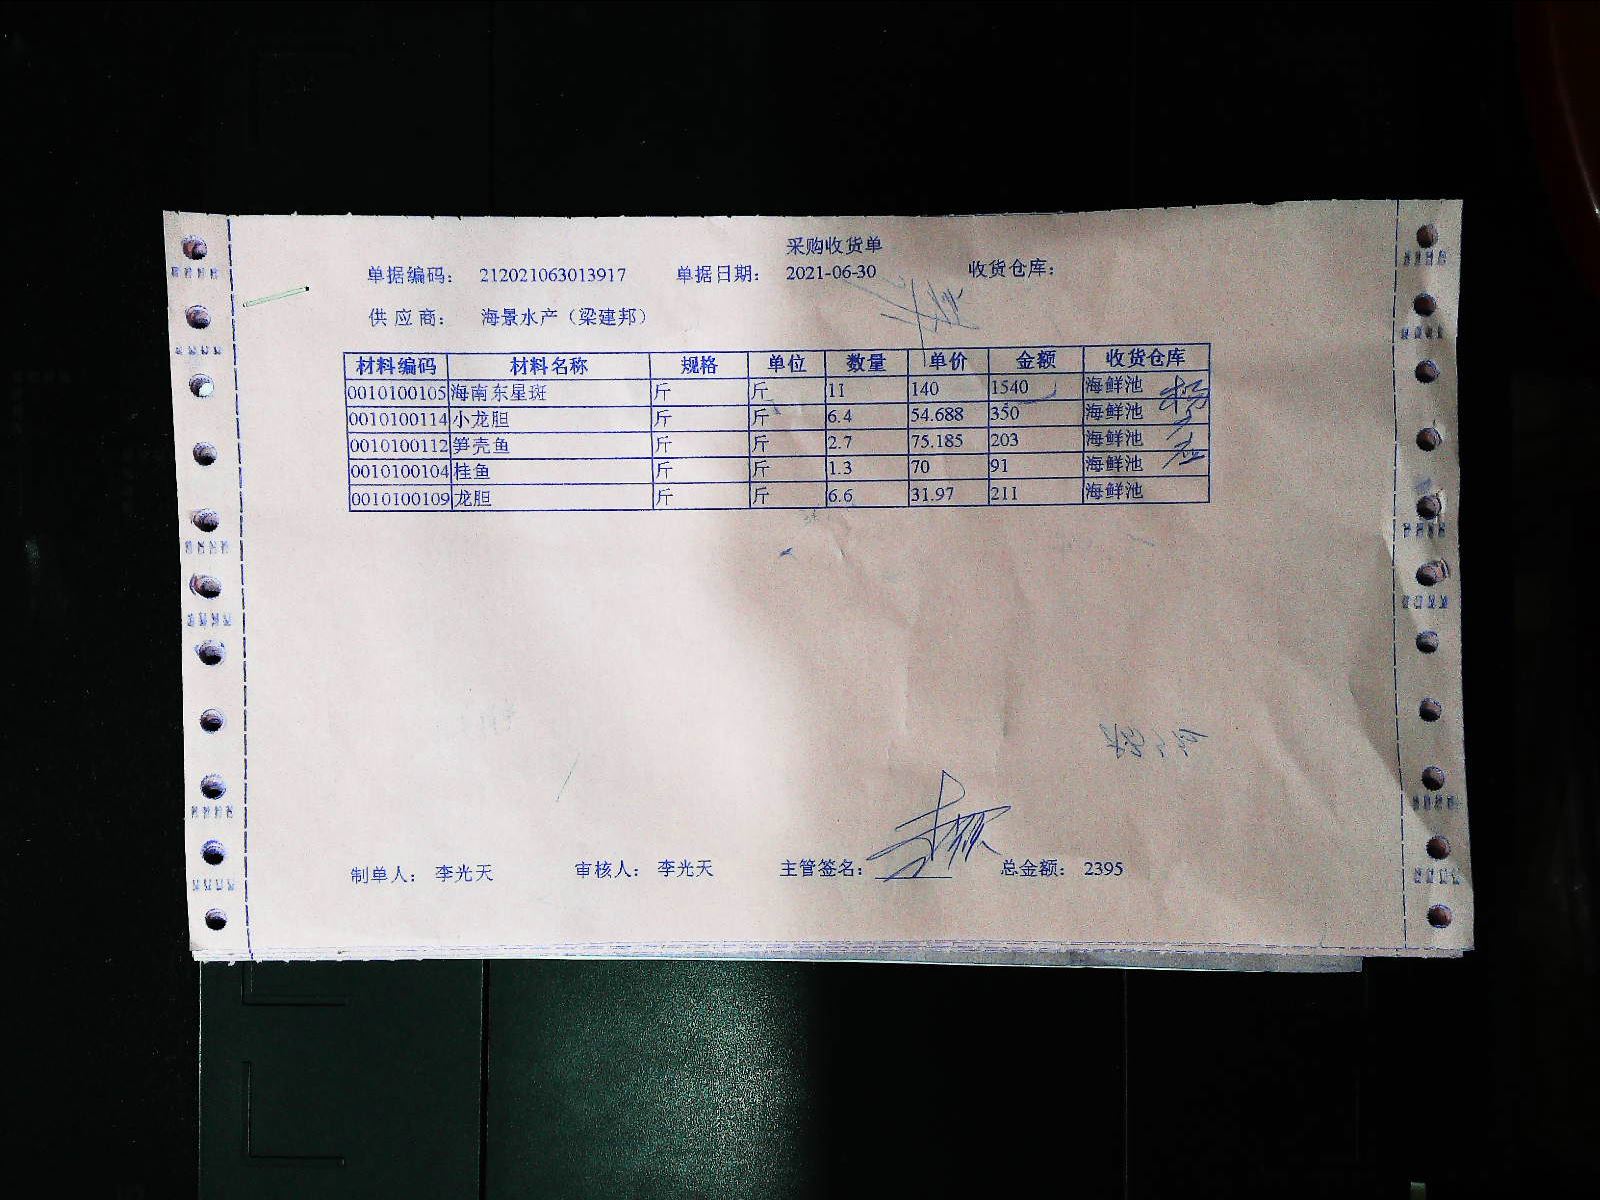 采购收货单
单据编码： 212021063013917 单据日期： 2021-06-30 收货仓库：
供 应 商： 海景水产（梁建邦）
材料编码 材料名称 规格 单位 数量 单价 金额 收货仓库
0010100105 海南东星斑 斤 斤 11 140 1540 海鲜池
0010100114 小龙胆 斤 斤 6.4 54.688 350 海鲜池
0010100112 笋壳鱼 斤 斤 2.7 75.185 203 海鲜池
0010100104 桂鱼 斤 斤 1.3 70 91 海鲜池
0010100109 龙胆 斤 斤 6.6 31.97 211 海鲜池
制单人： 李光天 审核人： 李光天 主管签名： 总金额： 2395